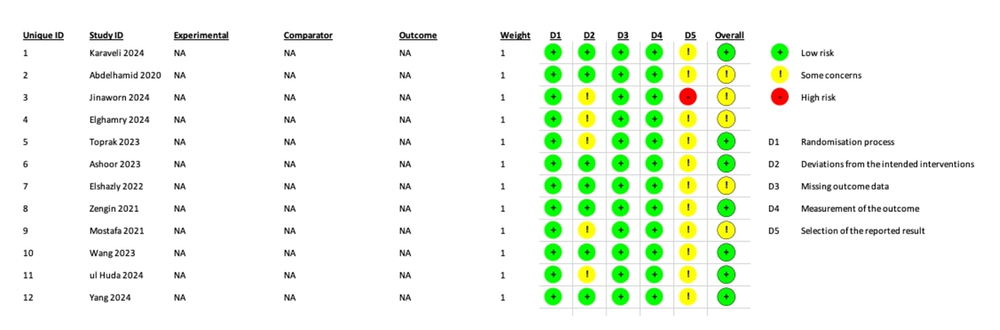 Unique ID Study ID Experimental Comparator Outcome Weight D1 D2 D3 D4 D5 Overall
1 Karaveli 2024 NA NA NA 1 + + + + ! + + Low risk
2 Abdelhamid 2020 NA NA NA 1 + + + + ! ! ! Some concerns
3 Jinaworn 2024 NA NA NA 1 + ! + + - ! - High risk
4 Elghamry 2024 NA NA NA 1 + ! + + ! !
5 Toprak 2023 NA NA NA 1 + ! + + ! + D1 Randomisation process
6 Ashoor 2023 NA NA NA 1 + + + + ! + D2 Deviations from the intended interventions
7 Elshazly 2022 NA NA NA 1 + + + + ! ! D3 Missing outcome data
8 Zengin 2021 NA NA NA 1 + + + + ! + D4 Measurement of the outcome
9 Mostafa 2021 NA NA NA 1 + ! + + ! ! D5 Selection of the reported result
10 Wang 2023 NA NA NA 1 + + + + ! +
11 ul Huda 2024 NA NA NA 1 + ! + + ! +
12 Yang 2024 NA NA NA 1 + + + + ! +